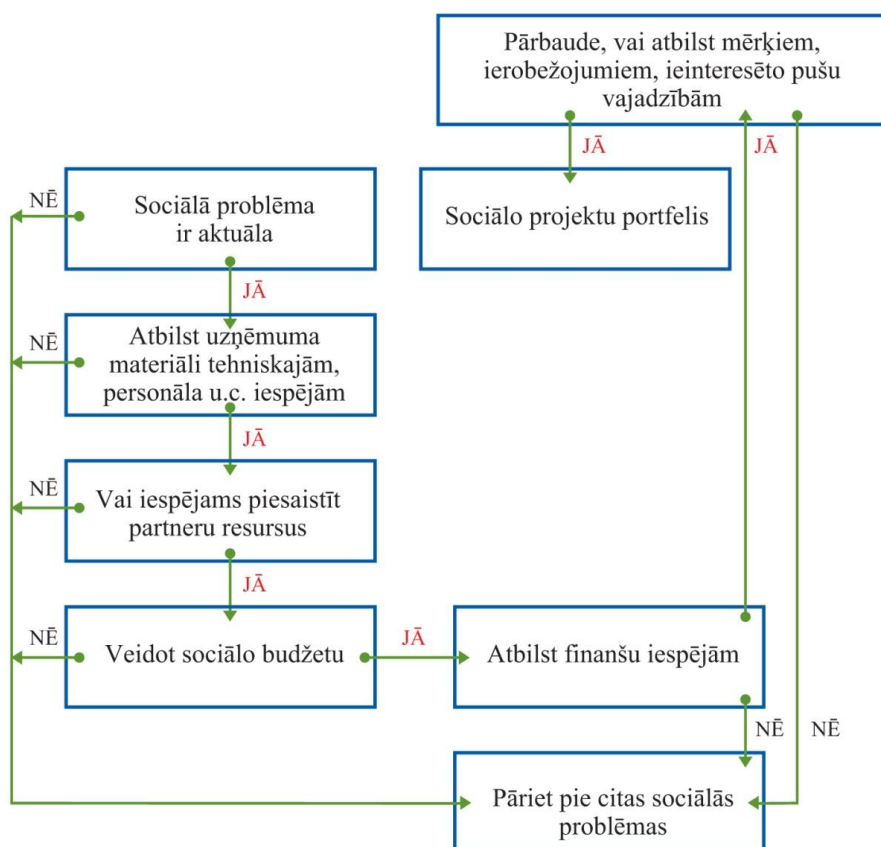 Pārbaude, vai atbilst mērķiem,
ierobežojumiem, ieinteresēto pušu
vajadzībām
JĀ
JĀ
NĒ
Sociālā problēma
ir aktuāla
Sociālo projektu portfelis
JĀ
NĒ
Atbilst uzņēmuma
materiāli tehniskajām,
personāla u.c. iespējām
JĀ
NĒ
Vai iespējams piesaistīt
partneru resursus
JĀ
NĒ
Veidot sociālo budžetu
JĀ
Atbilst finanšu iespējām
NĒ
NĒ
Pāriet pie citas sociālās
problēmas